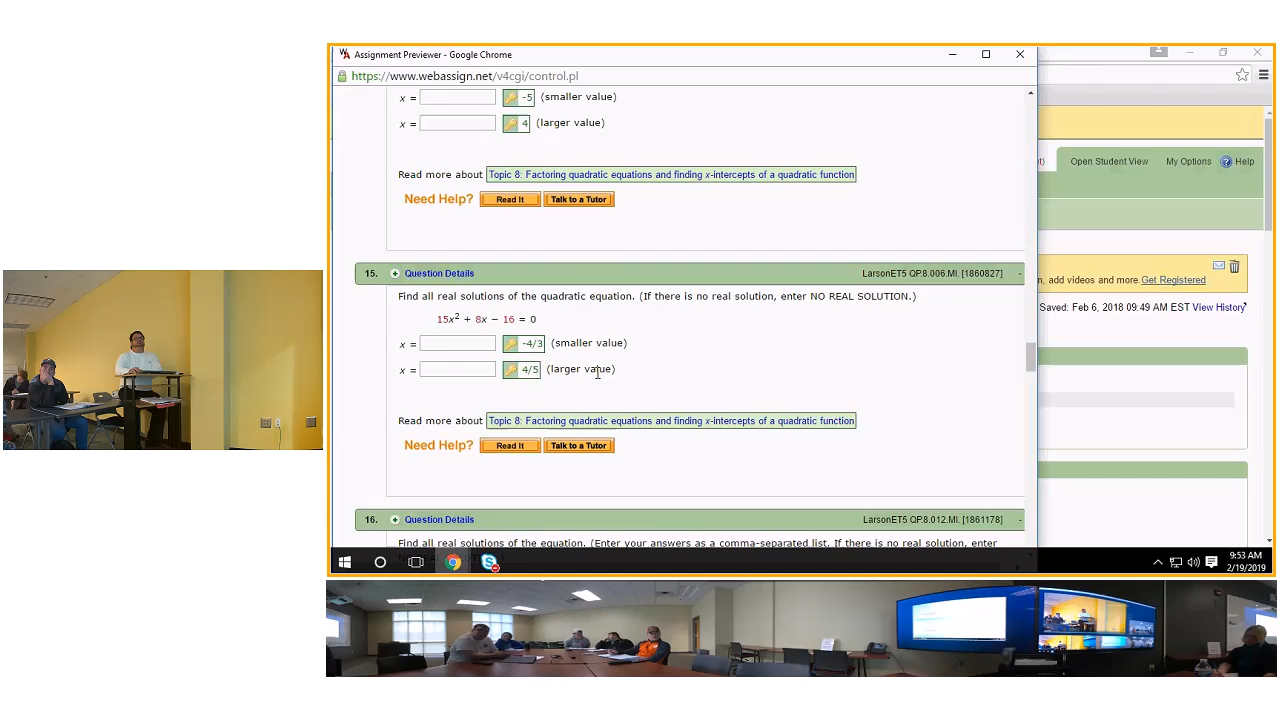 Assignment Previewer - Google Chrome
https://www.webassign.net/v4cgi/control.pl
x = -5 (smaller value)
x = 4 (larger value)
Read more about Topic 8: Factoring quadratic equations and finding x-intercepts of a quadratic function
Need Help? Read It Talk to a Tutor
15. Question Details LarsonET5 QP.8.006.MI. [1860827] -
Find all real solutions of the quadratic equation. (If there is no real solution, enter NO REAL SOLUTION.)
15x² + 8x − 16 = 0
x = -4/3 (smaller value)
x = 4/5 (larger value)
Read more about Topic 8: Factoring quadratic equations and finding x-intercepts of a quadratic function
Need Help? Read It Talk to a Tutor
16. Question Details LarsonET5 QP.8.012.MI. [1861178] -
Find all real solutions of the equation. (Enter your answers as a comma-separated list. If there is no real solution, enter
Open Student View My Options Help
n, add videos and more. Get Registered
Saved: Feb 6, 2018 09:49 AM EST View History
9:53 AM
2/19/2019